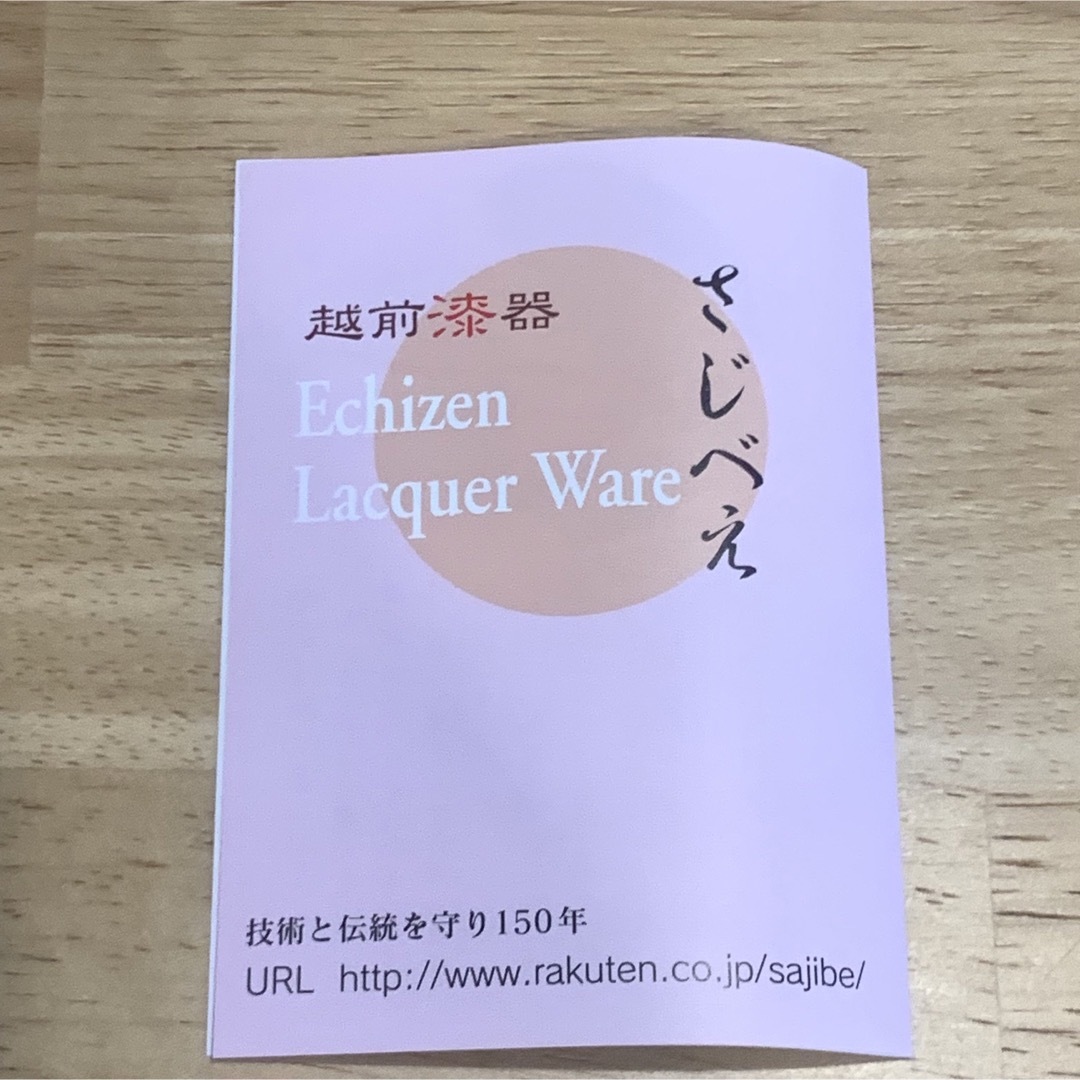 越前漆器
Echizen
Lacquer Ware
さじべえ
技術と伝統を守り150年
URL http://www.rakuten.co.jp/sajibe/